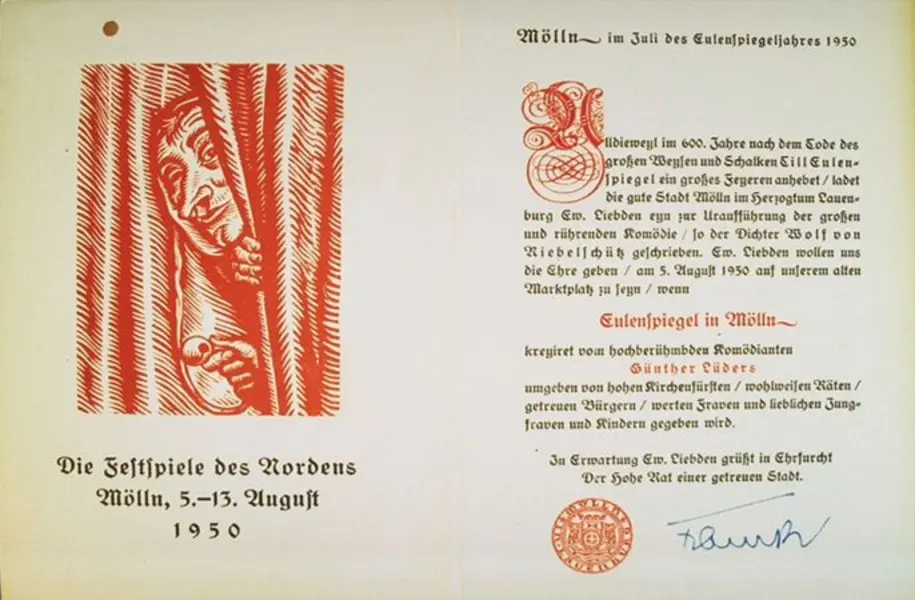 Die Festspiele des Nordens
Mölln, 5.–13. August
1950
Mölln im Juli des Eulenspiegeljahres 1950
Alldieweyl im 600. Jahre nach dem Tode des
großen Weysen und Schalken Till Eulen-
spiegel ein großes Feyeren anhebet / ladet
die gute Stadt Mölln im Herzogtum Lauen-
burg Ew. Liebden eyn zur Uraufführung der großen
und rührenden Komödie / so der Dichter Wolf von
Niebelschütz geschrieben. Ew. Liebden wollen uns
die Ehre geben / am 5. August 1950 auf unserem alten
Marktplatz zu seyn / wenn
Eulenspiegel in Mölln
kreyiret vom hochberühmbden Komödianten
Günther Lüders
umgeben von hohen Kirchenfürsten / wohlweisen Räten /
getreuen Bürgern / werten Fraven und lieblichen Jung-
fraven und Kindern gegeben wird.
In Erwartung Ew. Liebden grüßt in Ehrfurcht
Der Hohe Rat einer getreuen Stadt.